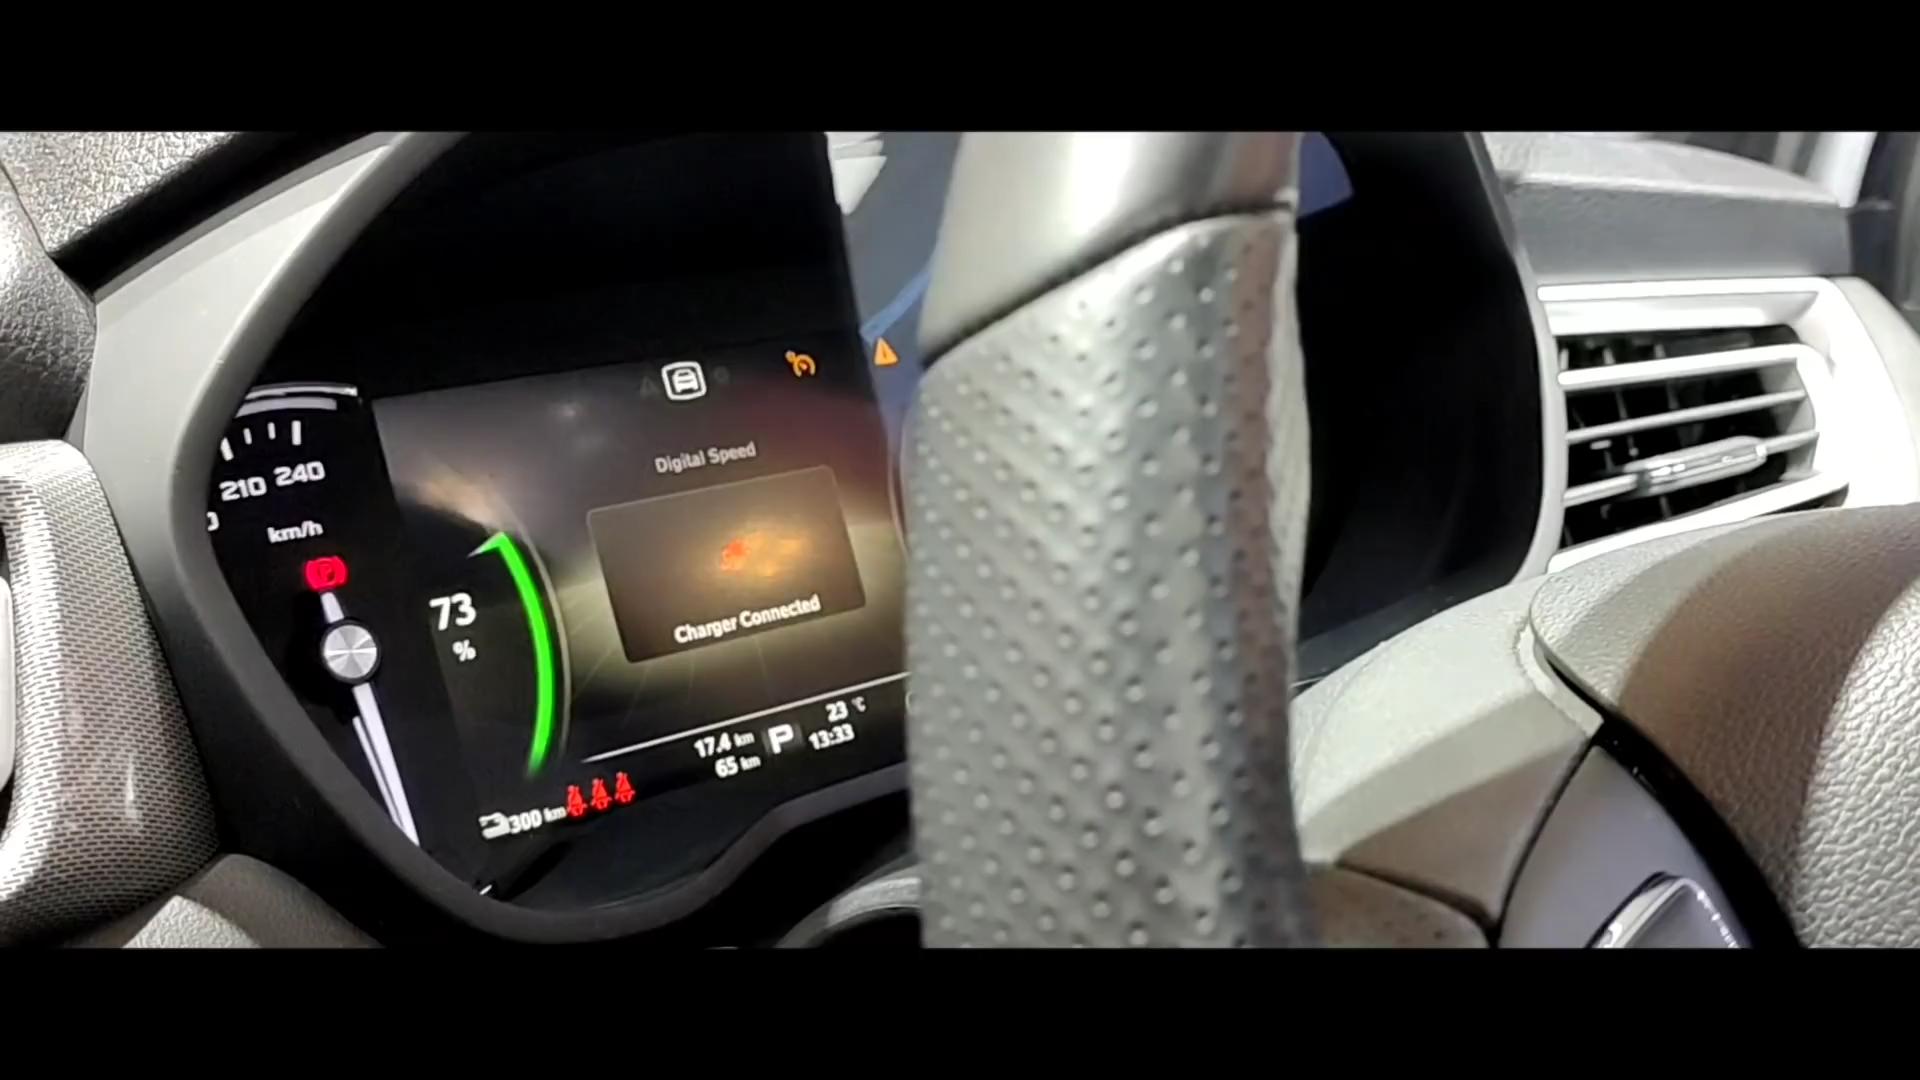 210 240
km/h
73
%
Digital Speed
Charger Connected
17.4 km
65 km
P
23 °C
13:33
300 km